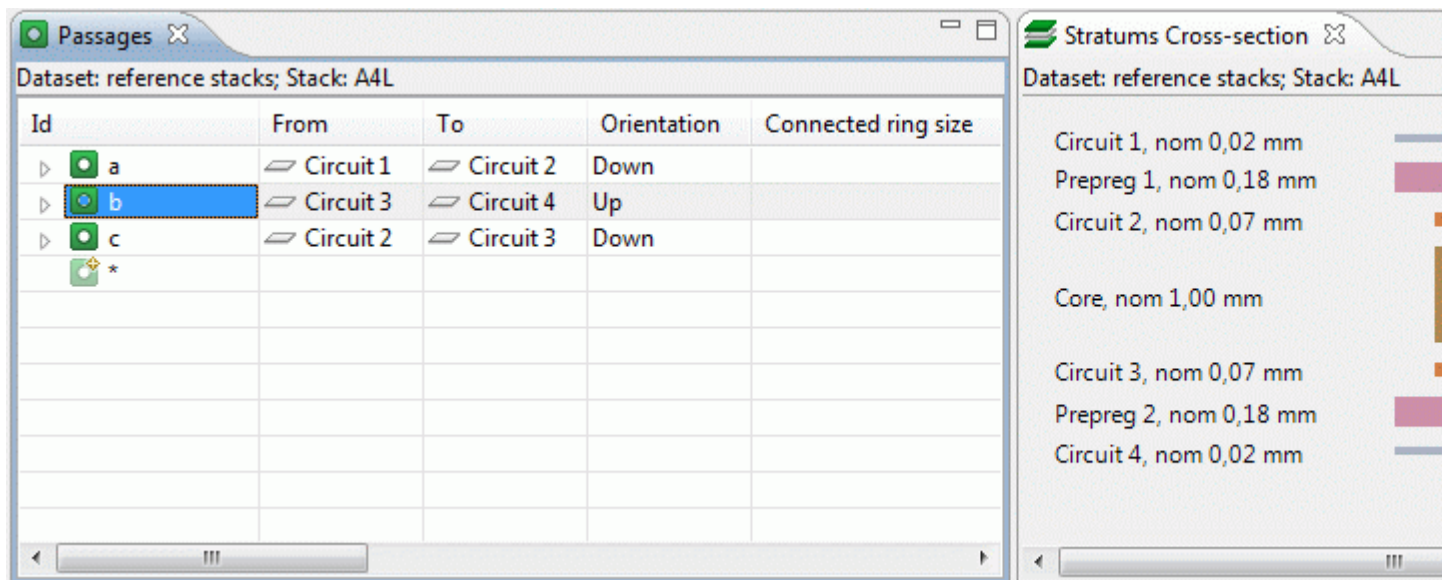 Passages
Dataset: reference stacks; Stack: A4L
Id From To Orientation Connected ring size
a Circuit 1 Circuit 2 Down
b Circuit 3 Circuit 4 Up
c Circuit 2 Circuit 3 Down
*
Stratums Cross-section
Dataset: reference stacks; Stack: A4L
Circuit 1, nom 0,02 mm
Prepreg 1, nom 0,18 mm
Circuit 2, nom 0,07 mm
Core, nom 1,00 mm
Circuit 3, nom 0,07 mm
Prepreg 2, nom 0,18 mm
Circuit 4, nom 0,02 mm